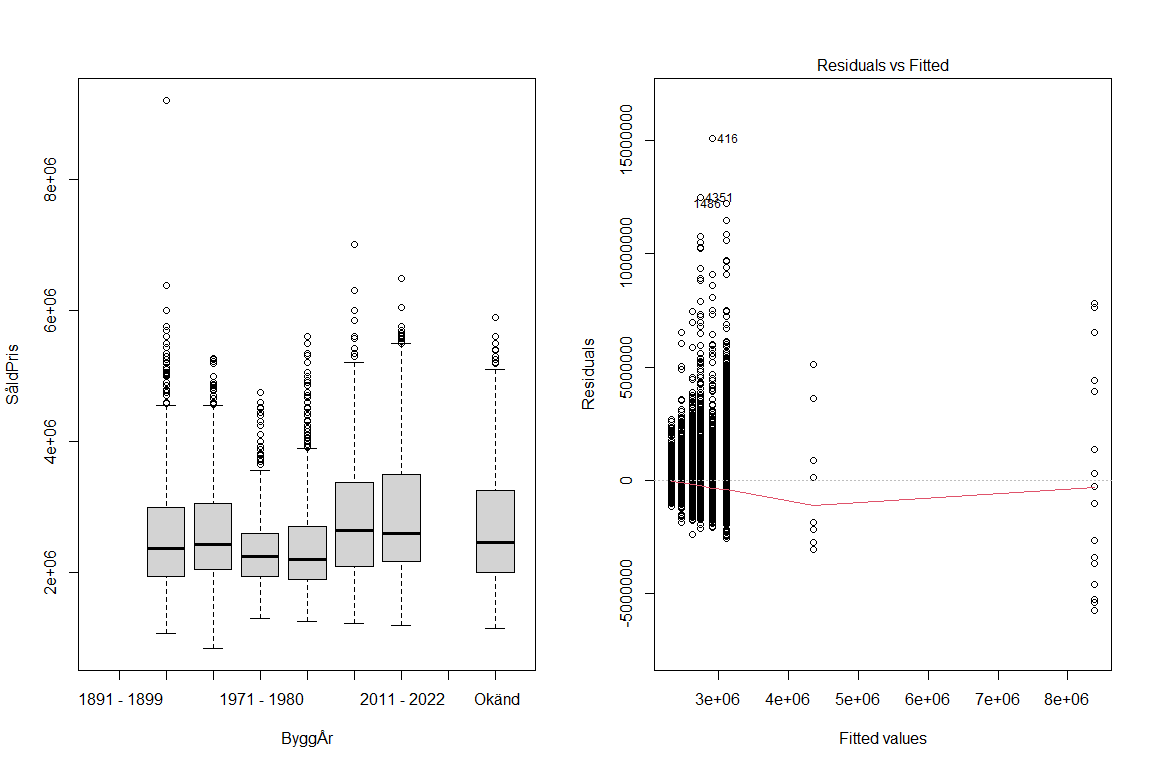 SåldPris
8e+06
6e+06
4e+06
2e+06
1891 - 1899
1971 - 1980
2011 - 2022
Okänd
ByggÅr
Residuals vs Fitted
Residuals
15000000
10000000
5000000
0
-5000000
416
4351
1486
3e+06
4e+06
5e+06
6e+06
7e+06
8e+06
Fitted values